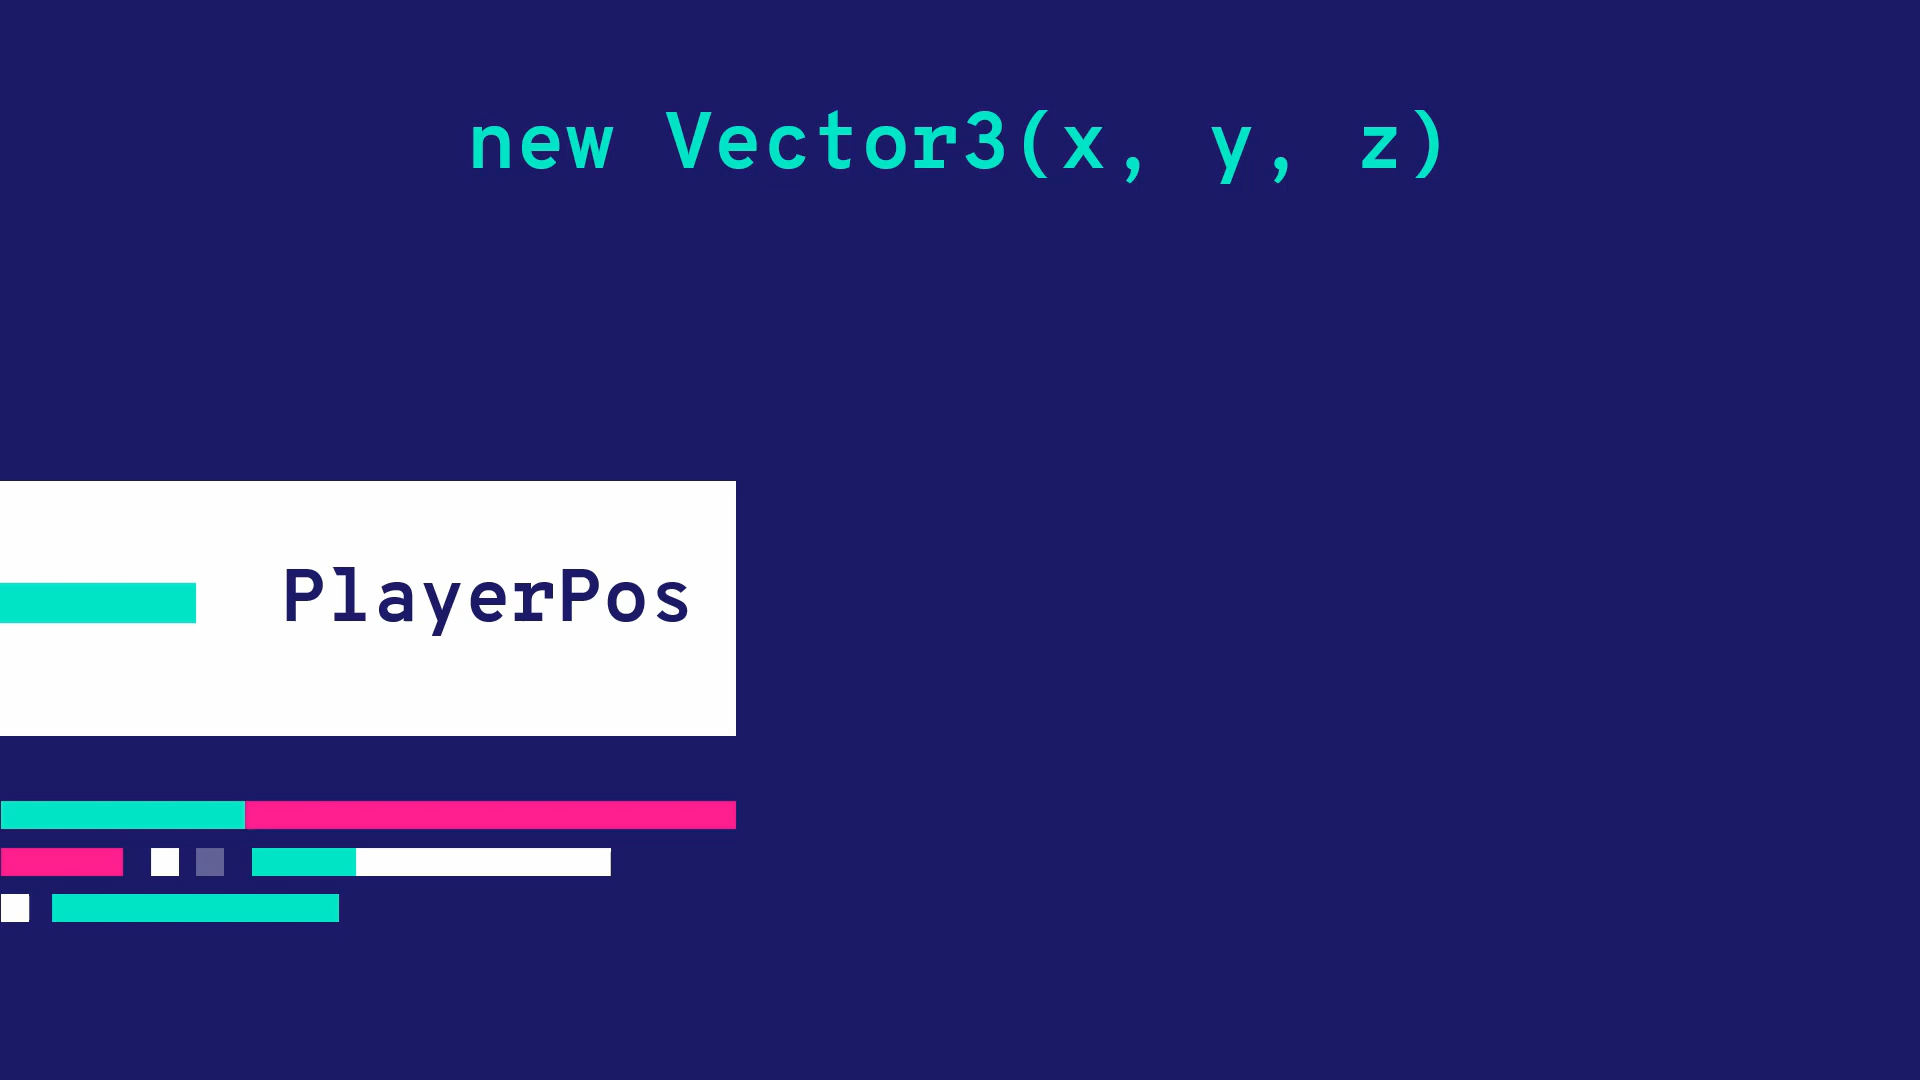 new Vector3(x, y, z)
PlayerPos